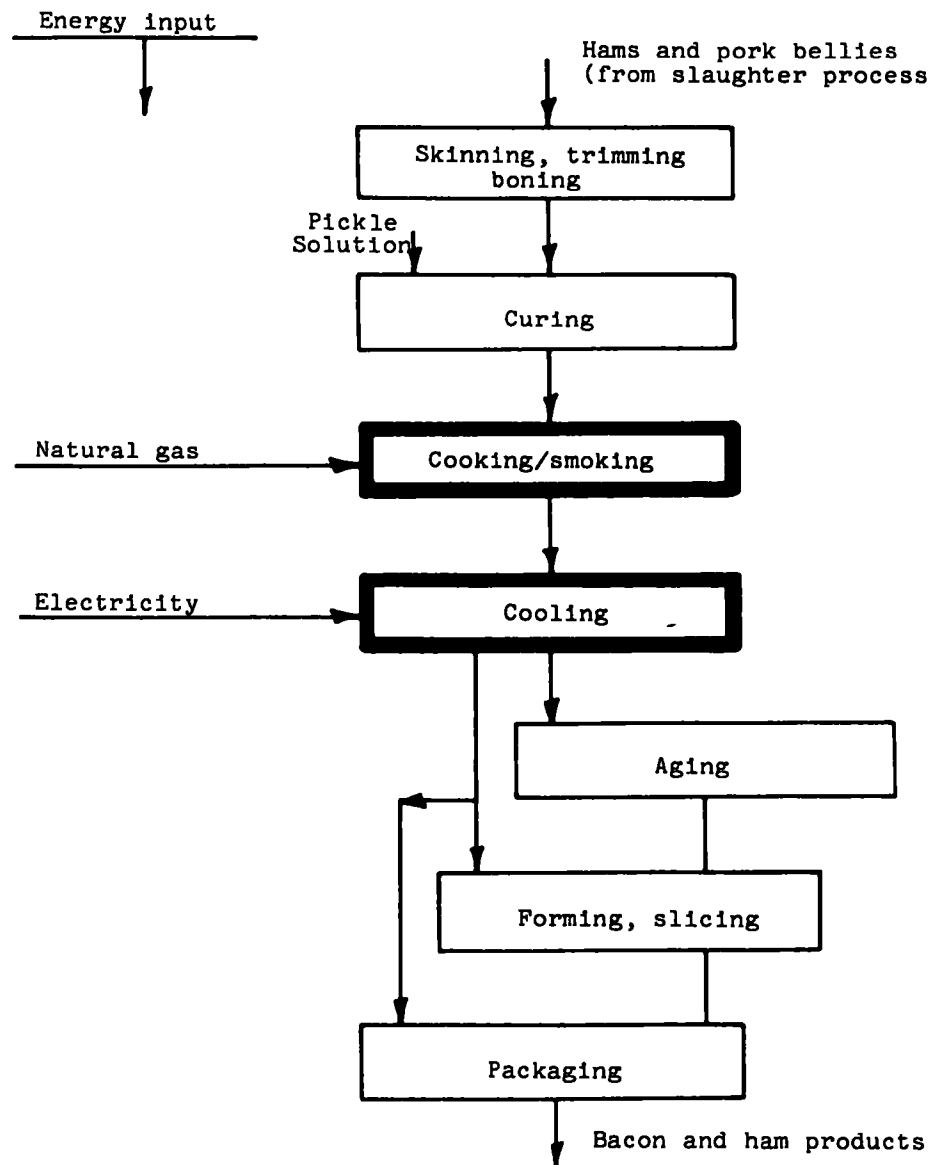 Energy input
Hams and pork bellies
(from slaughter process
Skinning, trimming
boning
Pickle
Solution
Curing
Natural gas
Cooking/smoking
Electricity
Cooling
Aging
Forming, slicing
Packaging
Bacon and ham products